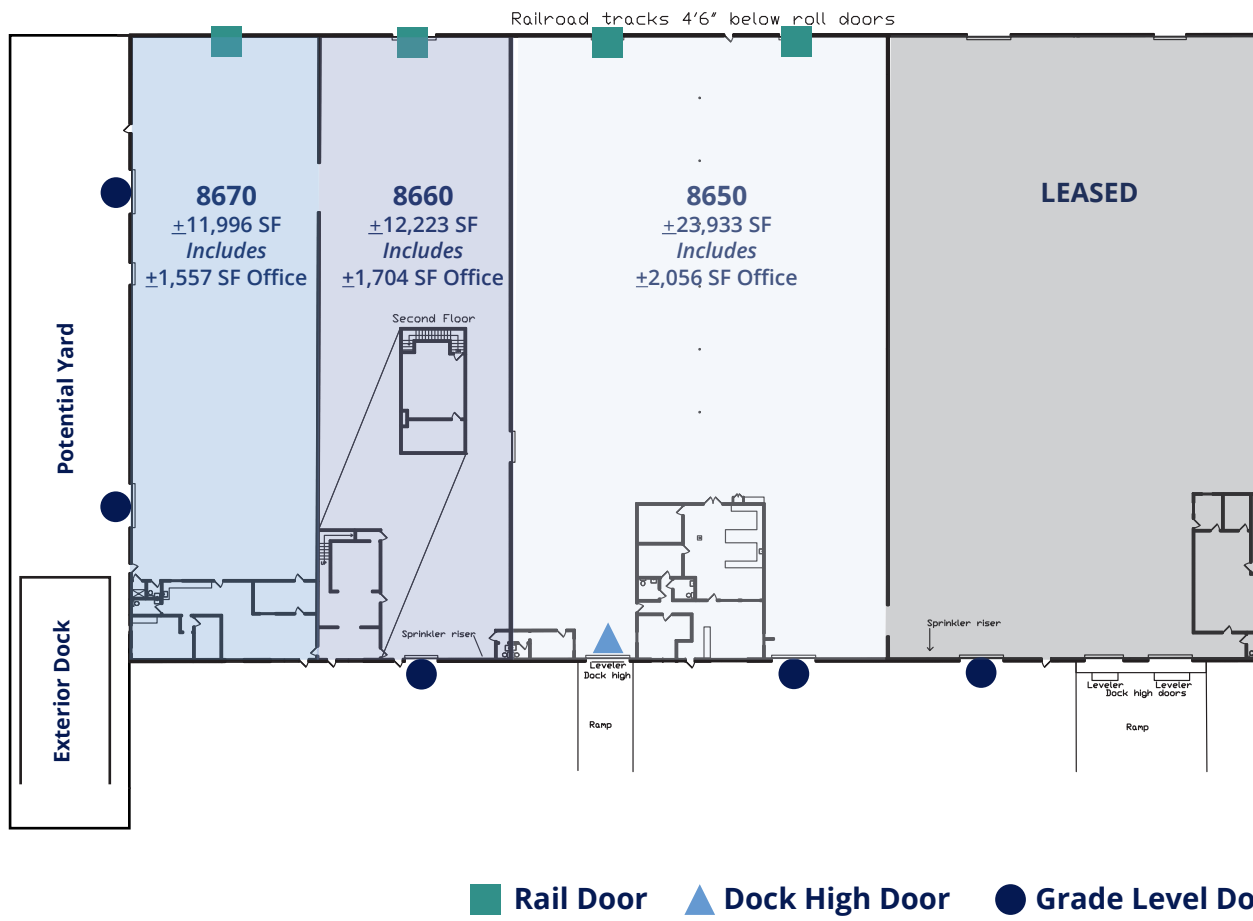 Railroad tracks 4'6" below roll doors
8670
±11,996 SF
Includes
±1,557 SF Office
8660
±12,223 SF
Includes
±1,704 SF Office
8650
±23,933 SF
Includes
±2,056 SF Office
LEASED
Second Floor
Potential Yard
Exterior Dock
Sprinkler riser
Leveler
Dock high
Ramp
Sprinkler riser
Leveler
Leveler
Dock high doors
Ramp
Rail Door
Dock High Door
Grade Level Do